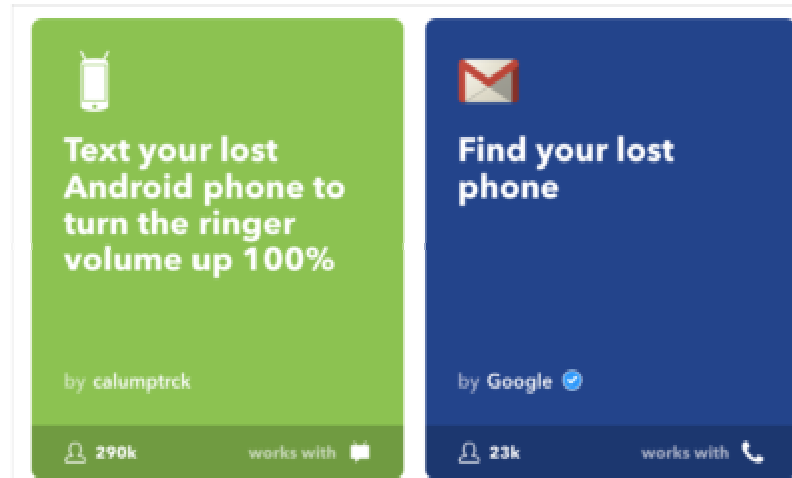 Text your lost
Android phone to
turn the ringer
volume up 100%
by calumptrck
290k
works with
Find your lost
phone
by Google
23k
works with